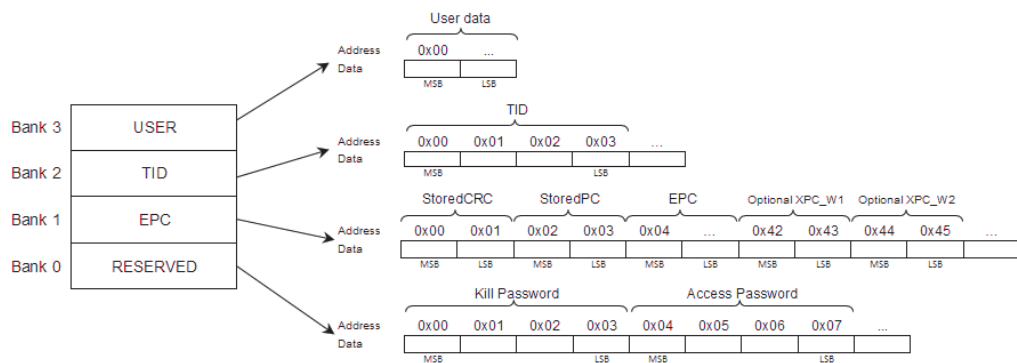 User data
Address 0x00 ...
Data
MSB LSB
Bank 3 USER
Bank 2 TID
Bank 1 EPC
Bank 0 RESERVED
TID
Address 0x00 0x01 0x02 0x03 ...
Data
MSB LSB
StoredCRC StoredPC EPC Optional XPC_W1 Optional XPC_W2
Address 0x00 0x01 0x02 0x03 0x04 ... 0x42 0x43 0x44 0x45 ...
Data
MSB LSB MSB LSB MSB LSB MSB LSB MSB LSB
Kill Password Access Password
Address 0x00 0x01 0x02 0x03 0x04 0x05 0x06 0x07 ...
Data
MSB LSB MSB LSB